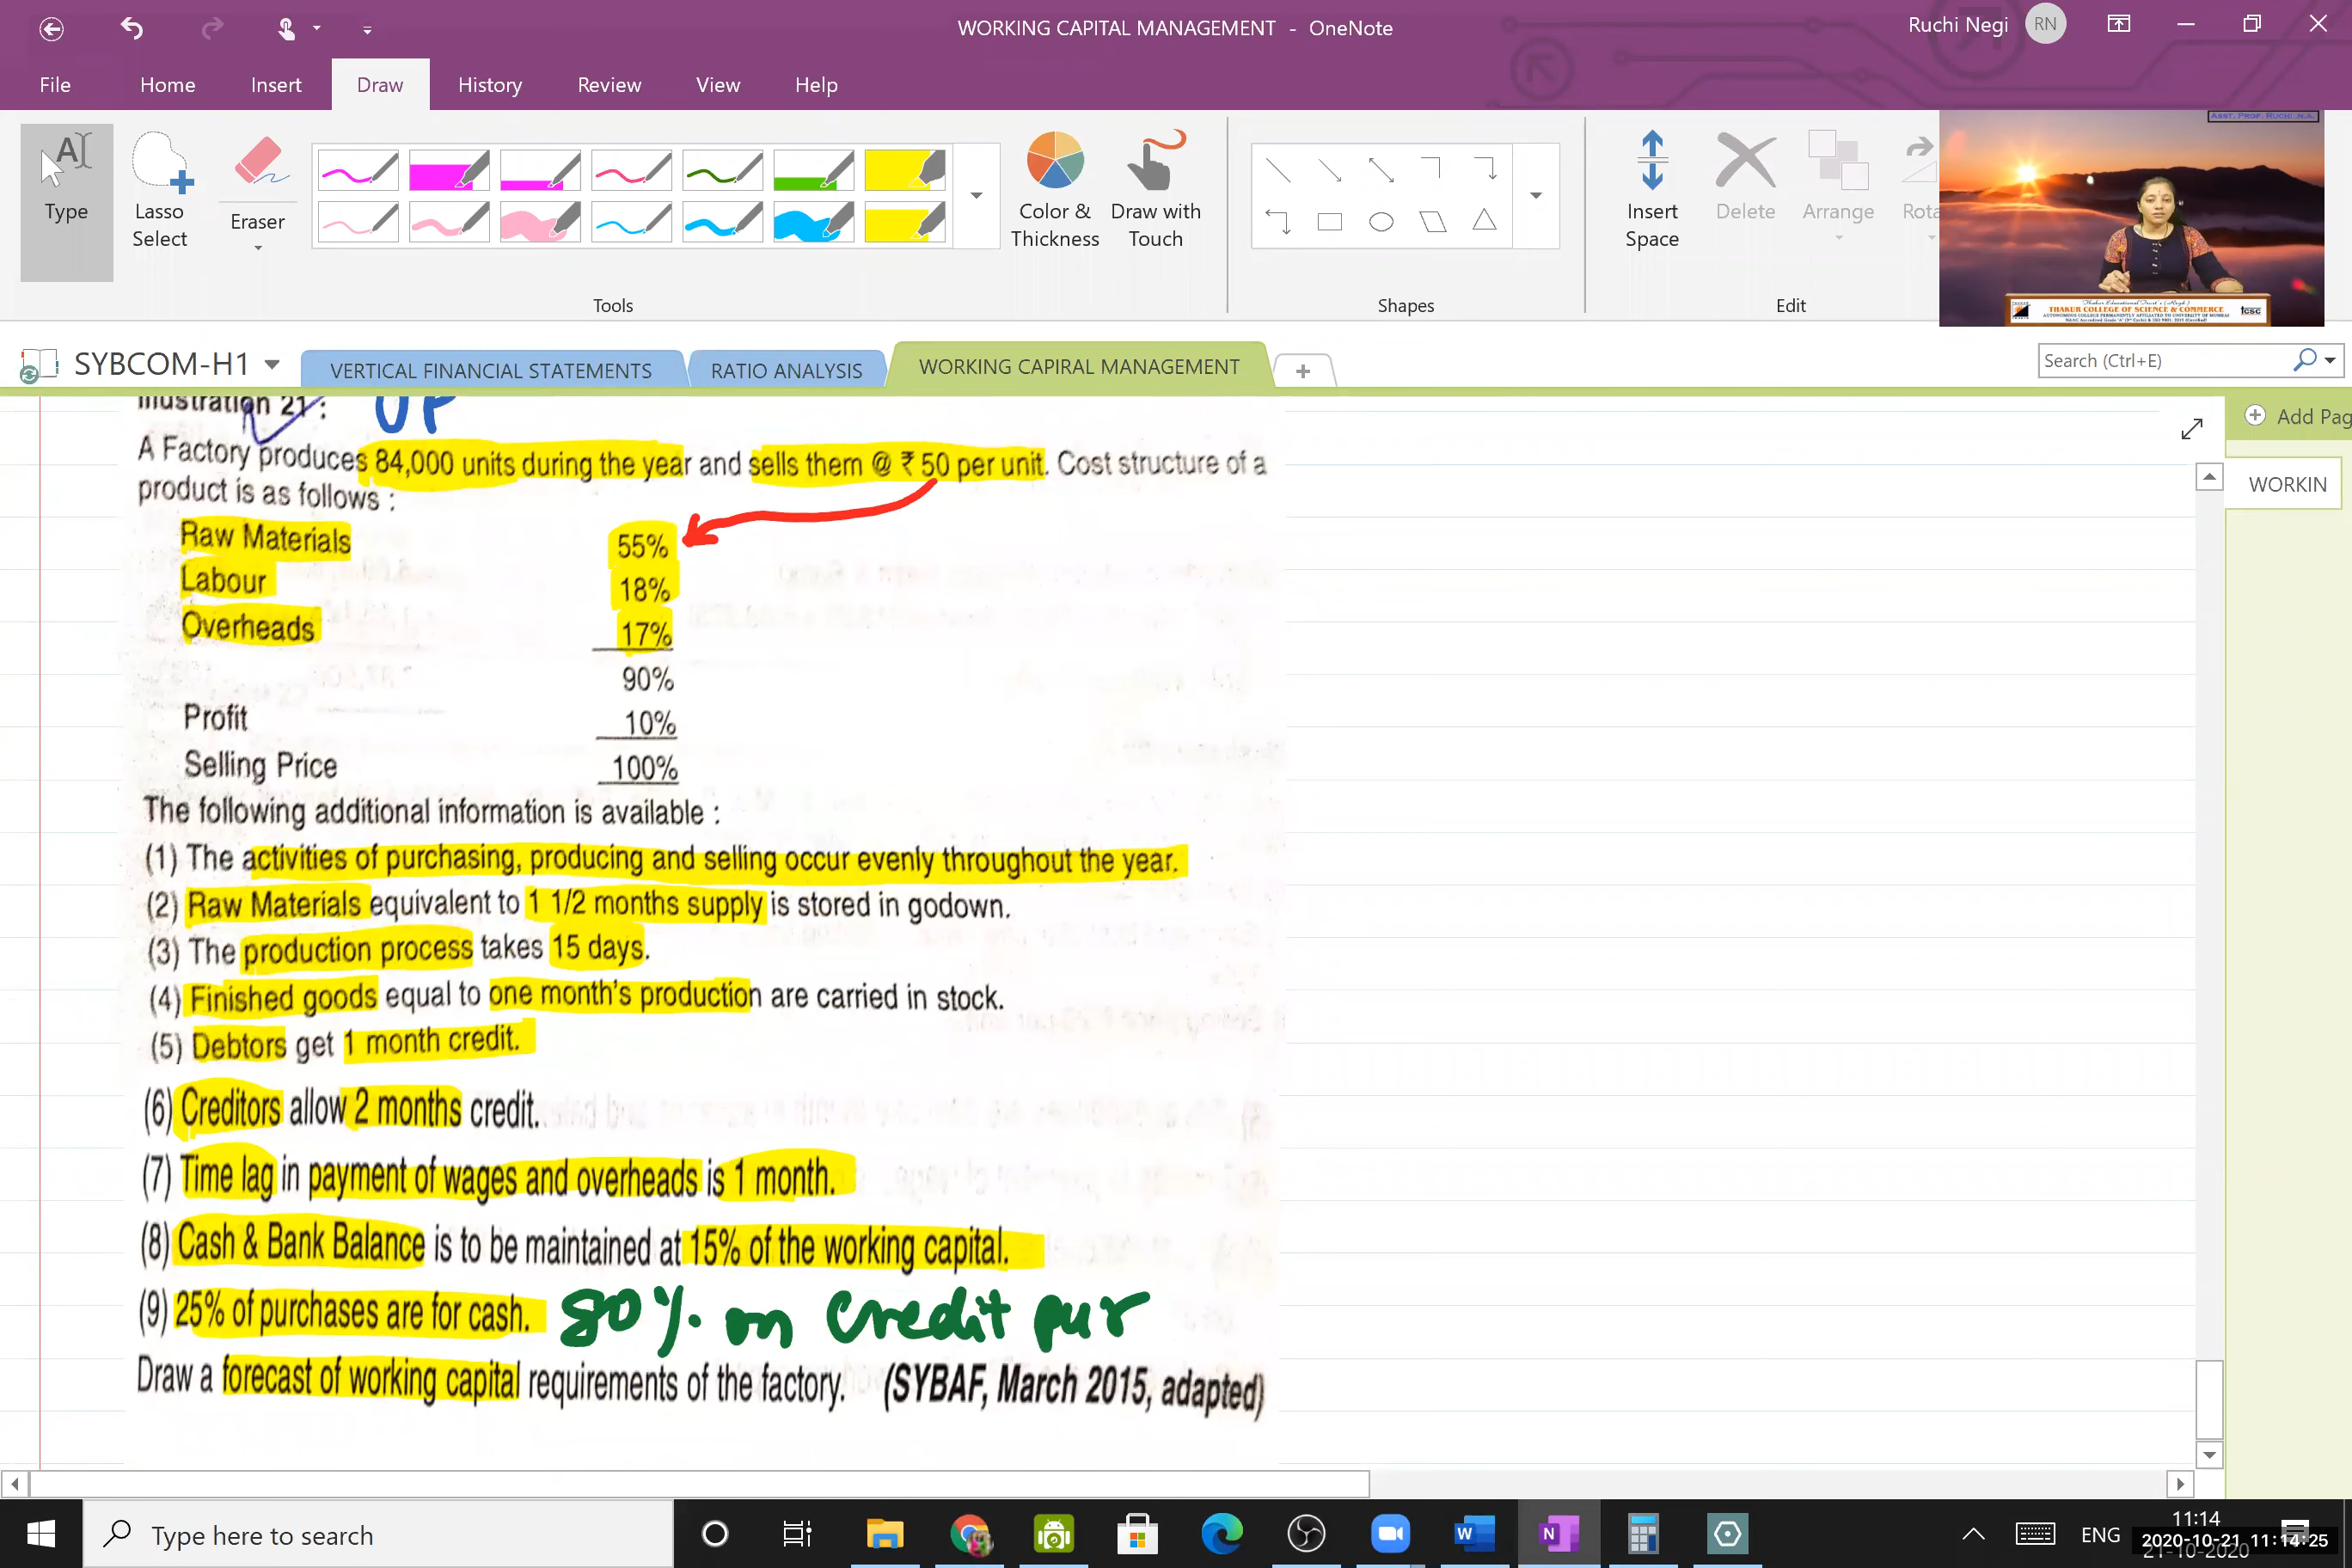 WORKING CAPITAL MANAGEMENT - OneNote
Ruchi Negi RN
File Home Insert Draw History Review View Help
Type
Lasso Select
Eraser
Color & Thickness
Draw with Touch
Insert Space
Delete
Arrange
Rota
Tools
Shapes
Edit
ASST. PROF. RUCHI .N.A.
THAKUR COLLEGE OF SCIENCE & COMMERCE
SYBCOM-H1
VERTICAL FINANCIAL STATEMENTS
RATIO ANALYSIS
WORKING CAPIRAL MANAGEMENT
Search (Ctrl+E)
Add Pag
WORKIN
Illustration 21 :
A Factory produces 84,000 units during the year and sells them @ ₹ 50 per unit. Cost structure of a
product is as follows :
Raw Materials 55%
Labour 18%
Overheads 17%
90%
Profit 10%
Selling Price 100%
The following additional information is available :
(1) The activities of purchasing, producing and selling occur evenly throughout the year.
(2) Raw Materials equivalent to 1 1/2 months supply is stored in godown.
(3) The production process takes 15 days.
(4) Finished goods equal to one month's production are carried in stock.
(5) Debtors get 1 month credit.
(6) Creditors allow 2 months credit.
(7) Time lag in payment of wages and overheads is 1 month.
(8) Cash & Bank Balance is to be maintained at 15% of the working capital.
(9) 25% of purchases are for cash. 80% on credit pur
Draw a forecast of working capital requirements of the factory. (SYBAF, March 2015, adapted)
Type here to search
ENG
11:14
21-10-2020
2020-10-21 11:14:25